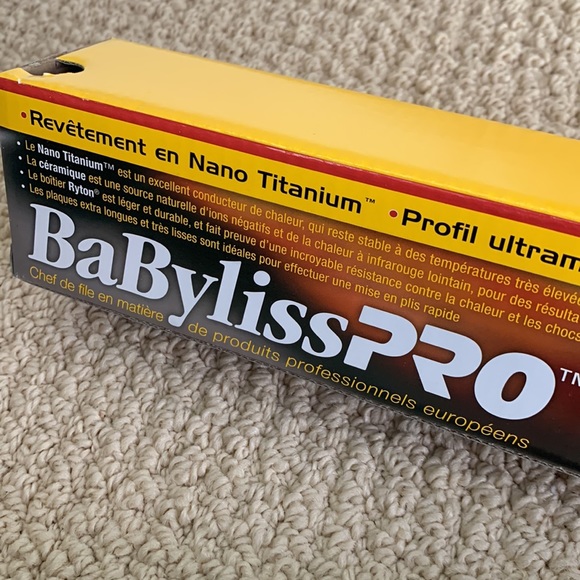 •Revêtement en Nano Titanium™ •Profil ultram
• Le Nano Titanium™ est un excellent conducteur de chaleur, qui reste stable à des températures très élevée
• La céramique est une source naturelle d'ions négatifs et de la chaleur à infrarouge lointain, pour des résulta
• Le boîtier Ryton® est léger et durable, et fait preuve d'une incroyable résistance contre la chaleur et les chocs
• Les plaques extra longues et très lisses sont idéales pour effectuer une mise en plis rapide
BaBylissPRO™
Chef de file en matière de produits professionnels européens